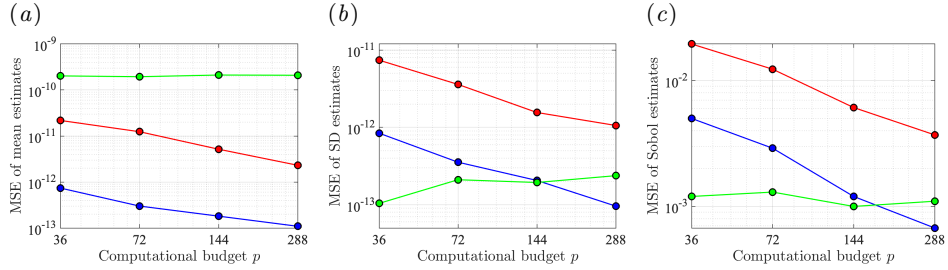 (a)
MSE of mean estimates
10^-9
10^-10
10^-11
10^-12
10^-13
36 72 144 288
Computational budget p
(b)
MSE of SD estimates
10^-11
10^-12
10^-13
36 72 144 288
Computational budget p
(c)
MSE of Sobol estimates
10^-2
10^-3
36 72 144 288
Computational budget p